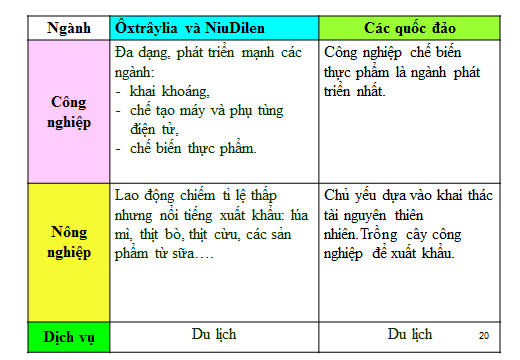 Ngành
Ôxtrâylia và NiuDilen
Các quốc đảo
Công
nghiệp
Đa dạng, phát triển mạnh các
ngành:
- khai khoáng,
- chế tạo máy và phụ tùng
điện tử,
- chế biến thực phẩm.
Công nghiệp chế biến
thực phẩm là ngành phát
triển nhất.
Nông
nghiệp
Lao động chiếm tỉ lệ thấp
nhưng nổi tiếng xuất khẩu: lúa
mì, thịt bò, thịt cừu, các sản
phẩm từ sữa….
Chủ yếu dựa vào khai thác
tài nguyên thiên
nhiên.Trồng cây công
nghiệp để xuất khẩu.
Dịch vụ
Du lịch
Du lịch
20